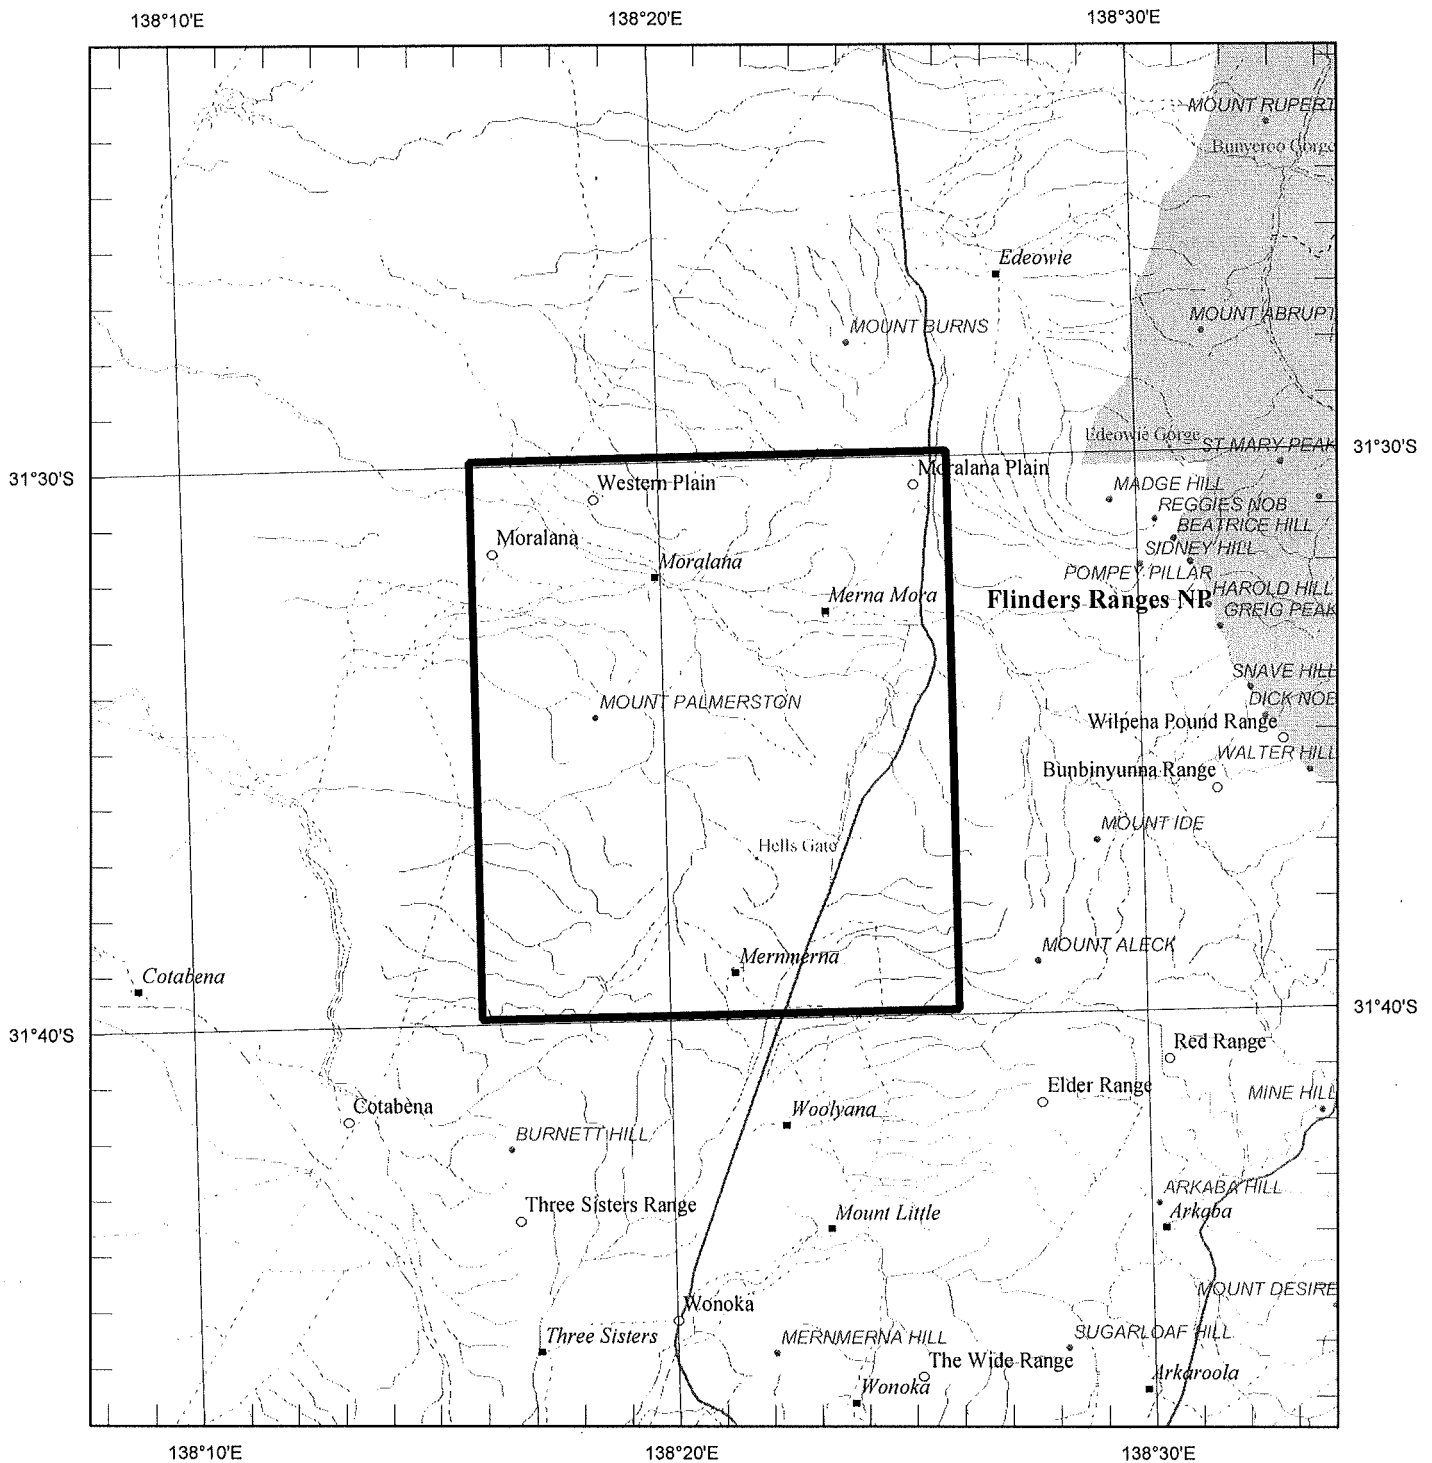 138°10'E
138°20'E
138°30'E
MOUNT RUPERT
Bunyeroo Gorge
Edeowie
MOUNT ABRUPT
MOUNT BURNS
Edeowie Gorge
ST MARY PEAK
31°30'S
31°30'S
Moralana Plain
Western Plain
MADGE HILL
REGGIES NOB
BEATRICE HILL
Moralana
SIDNEY HILL
Moralana
POMPEY PILLAR
HAROLD HILL
Merna Mora
Flinders Ranges NP
GREIG PEAK
SNAVE HILL
DICK NOB
MOUNT PALMERSTON
Wilpena Pound Range
WALTER HILL
Bunbinyunna Range
MOUNT IDE
Hells Gate
MOUNT ALECK
Mernmerna
Cotabena
31°40'S
31°40'S
Red Range
Elder Range
MINE HILL
Cotabena
Woolyana
BURNETT HILL
ARKABA HILL
Three Sisters Range
Mount Little
Arkaba
MOUNT DESIRE
Wonoka
Three Sisters
MERNMERNA HILL
SUGARLOAF HILL
The Wide Range
Arkaroola
Wonoka
138°10'E
138°20'E
138°30'E